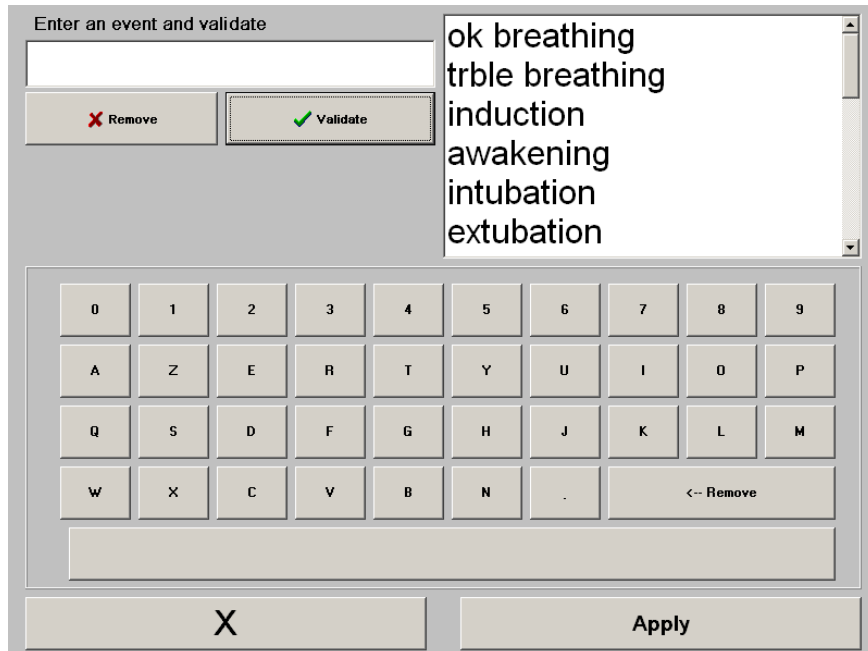 Enter an event and validate
Remove
Validate
ok breathing
trble breathing
induction
awakening
intubation
extubation
0 1 2 3 4 5 6 7 8 9
A Z E R T Y U I O P
Q S D F G H J K L M
W X C V B N . <-- Remove
X
Apply